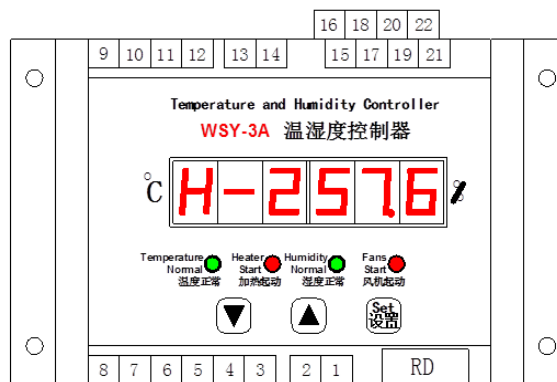 16 18 20 22
9 10 11 12 13 14 15 17 19 21
Temperature and Humidity Controller
WSY-3A 温湿度控制器
℃ H-257.6 %
Temperature Normal 温度正常
Heater Start 加热起动
Humidity Normal 湿度正常
Fans Start 风机起动
Set 设置
8 7 6 5 4 3 2 1 RD